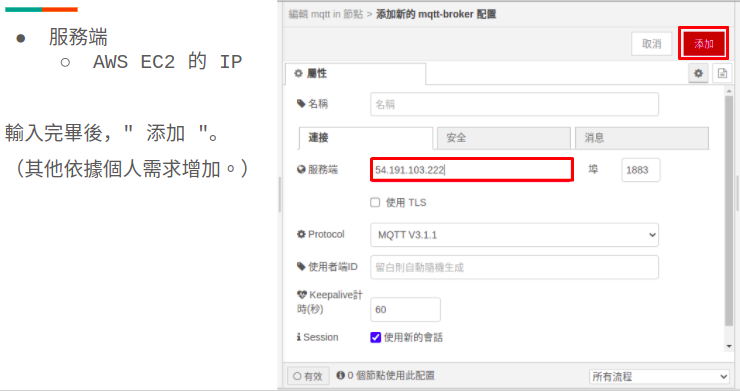 ● 服務端
○ AWS EC2 的 IP
輸入完畢後，" 添加 "。
（其他依據個人需求增加。）
編輯 mqtt in 節點 > 添加新的 mqtt-broker 配置
取消
添加
屬性
名稱
名稱
連接
安全
消息
服務端
54.191.103.222
埠
1883
使用 TLS
Protocol
MQTT V3.1.1
使用者端ID
留白則自動隨機生成
Keepalive計
時(秒)
60
Session
使用新的會話
有效
0 個節點使用此配置
所有流程